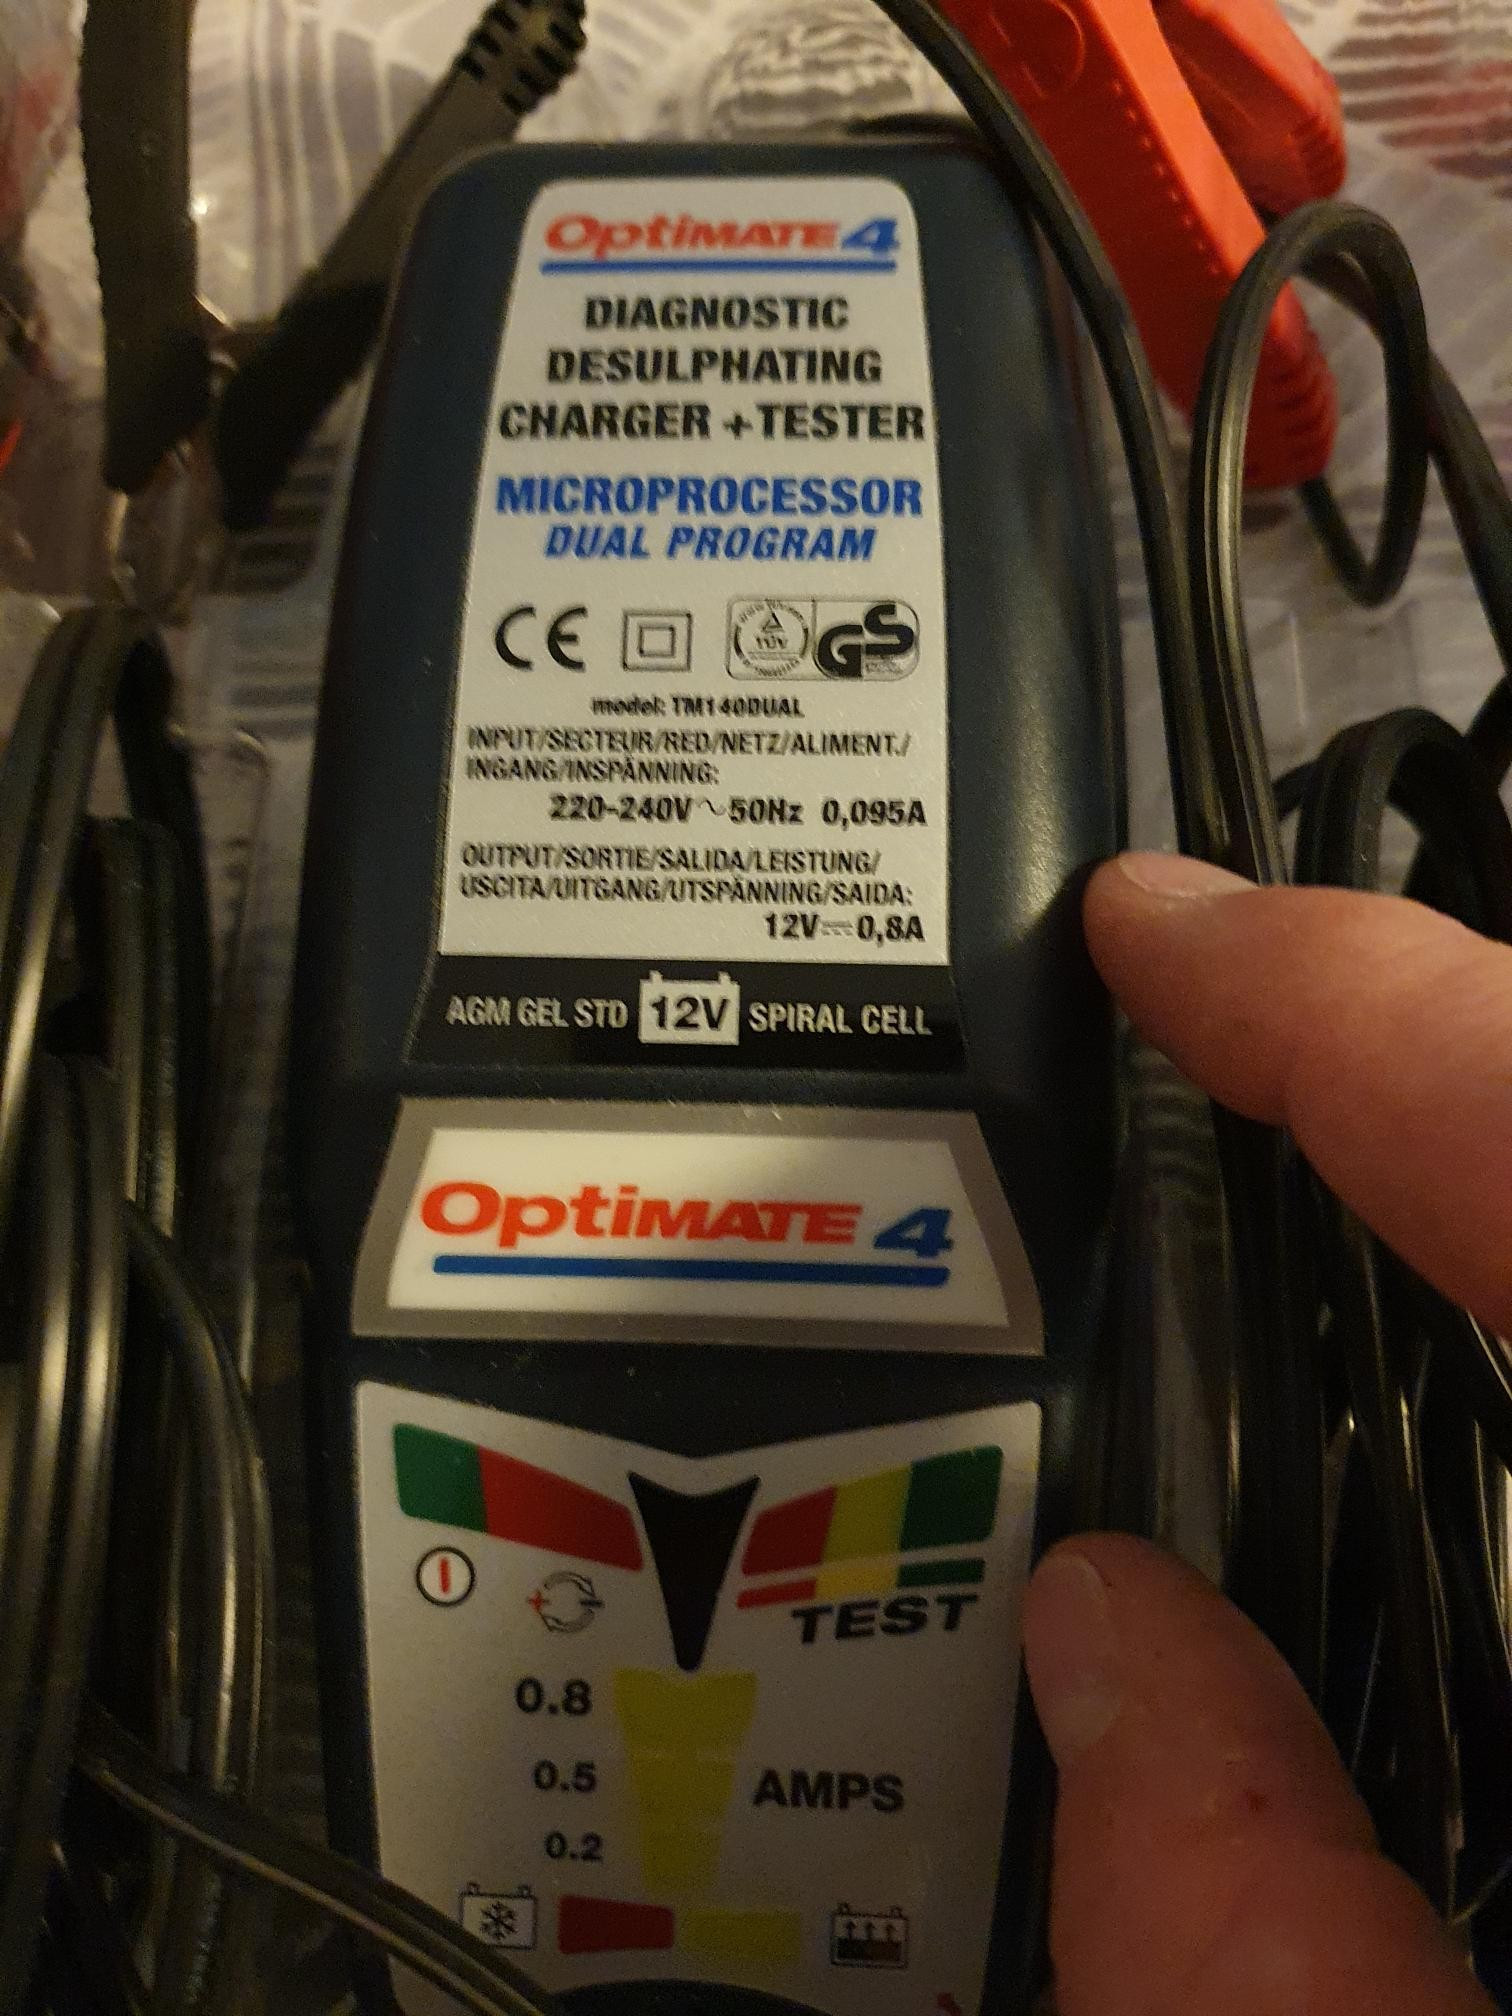 OptiMATE 4
DIAGNOSTIC
DESULPHATING
CHARGER +TESTER
MICROPROCESSOR
DUAL PROGRAM
CE
TÜV
GS
model: TM140DUAL
INPUT/SECTEUR/RED/NETZ/ALIMENT./
INGANG/INSPÄNNING:
220-240V ~ 50Hz 0,095A
OUTPUT/SORTIE/SALIDA/LEISTUNG/
USCITA/UITGANG/UTSPÄNNING/SAIDA:
12V⎓0,8A
AGM GEL STD 12V SPIRAL CELL
OptiMATE 4
TEST
0.8
0.5 AMPS
0.2